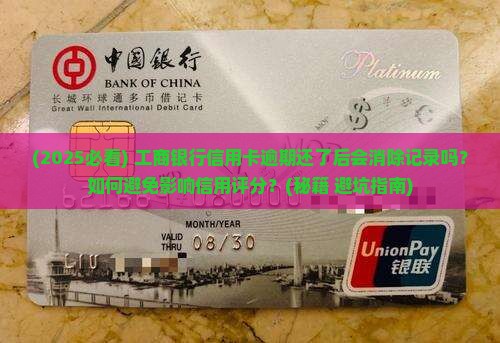 中國銀行
BANK OF CHINA
Platinum
长城环球通多币借记卡
Great Wall International Debit Card
(2025必看) 工商银行信用卡逾期还了后会消除记录吗?
如何避免影响信用评分？(秘籍 避坑指南)
MONTH/YEAR
VALID
THRU
08/30
UnionPay
银联